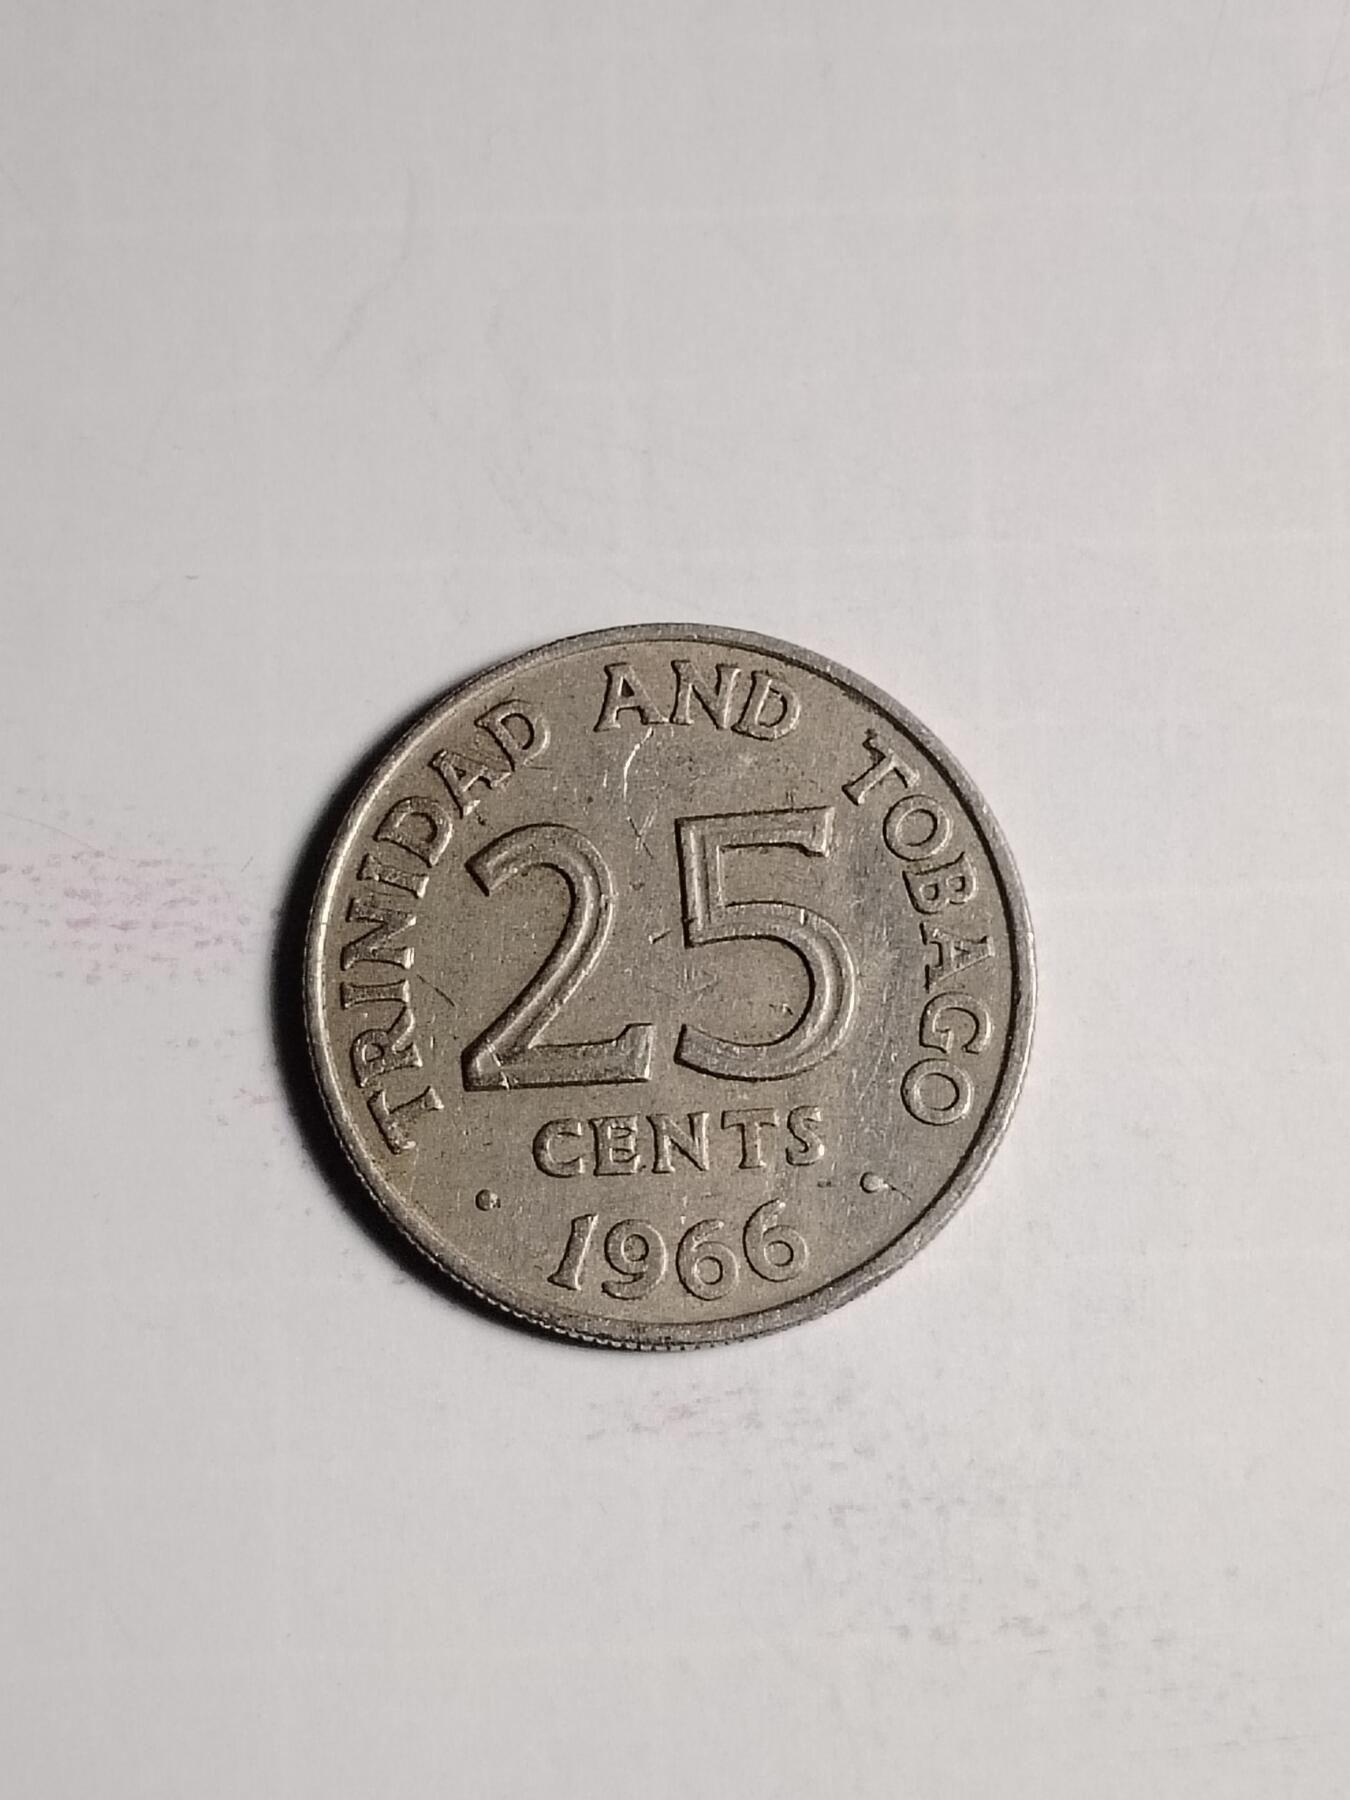 TRINIDAD AND TOBAGO
25
CENTS
1966